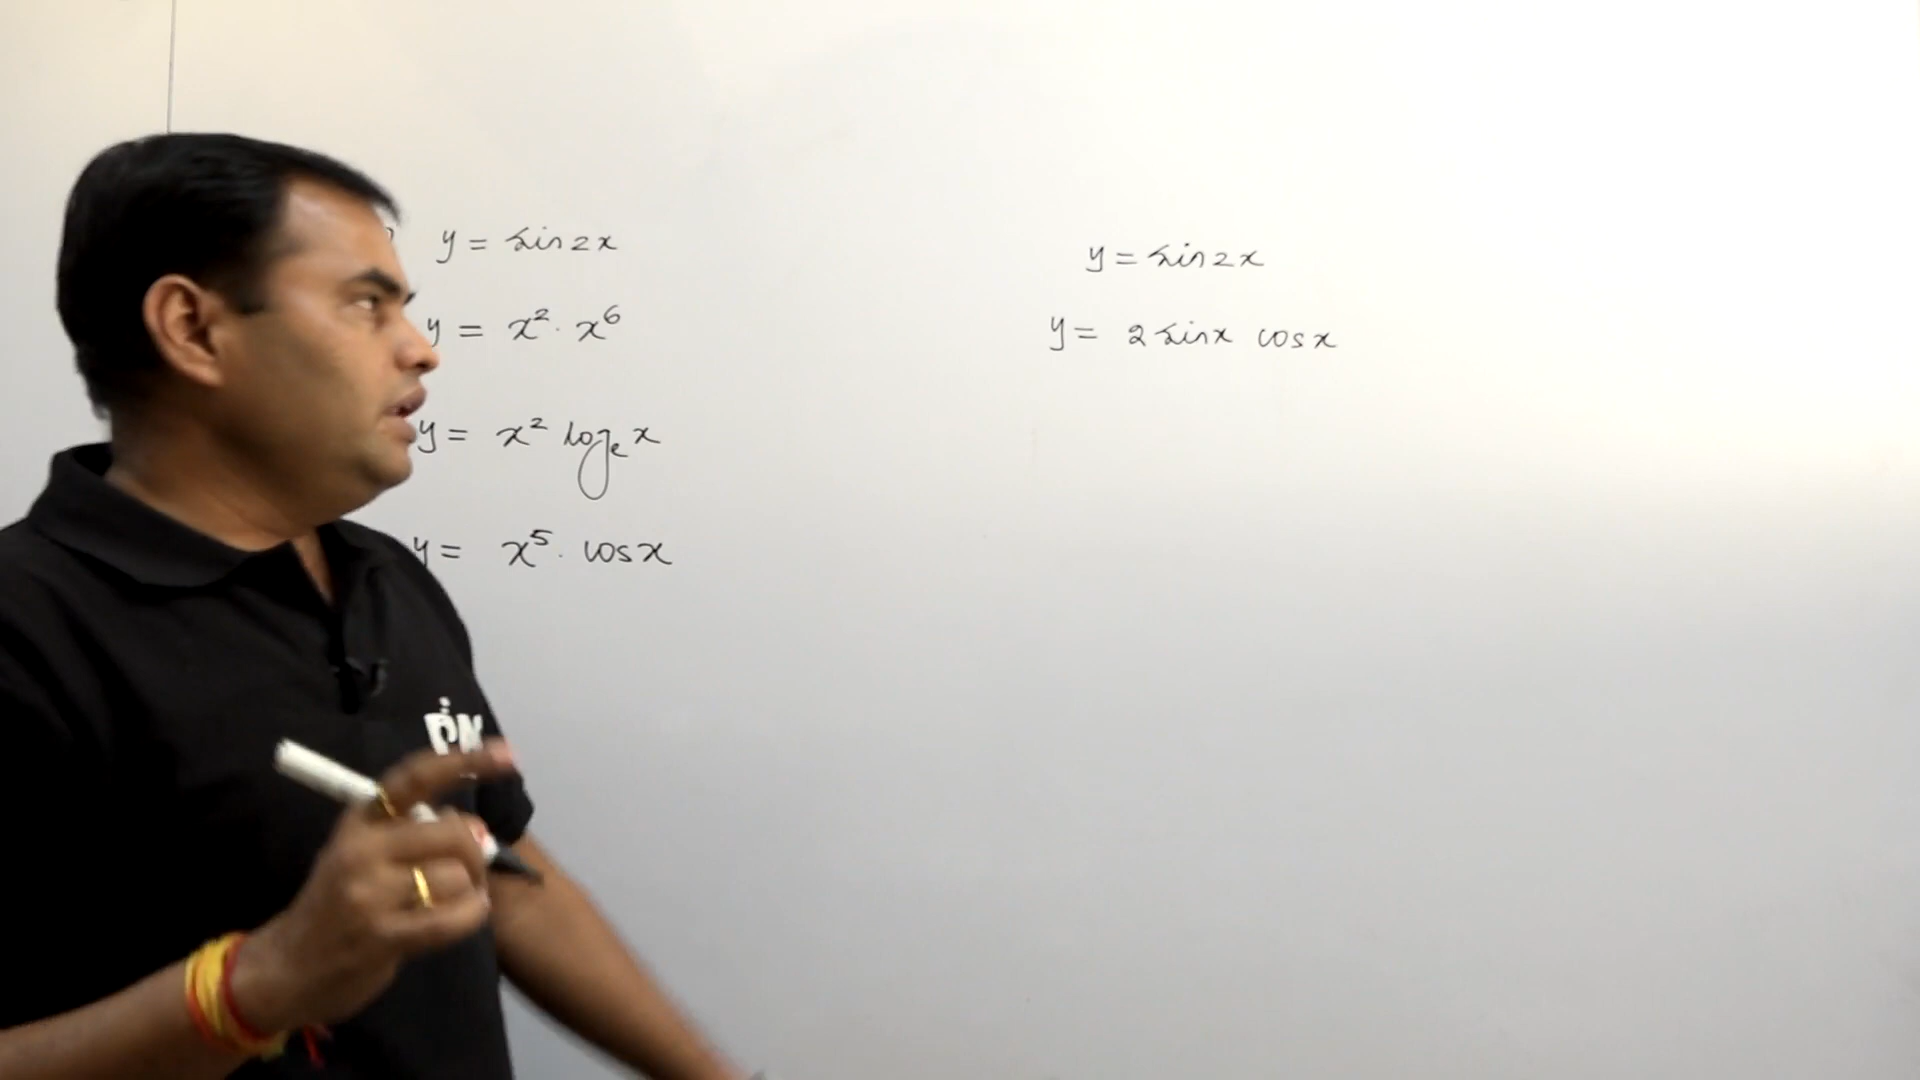 y = sin 2x
y = x² · x⁶
y = x² logₑ x
y = x⁵ · cos x
y = sin 2x
y = 2 sin x cos x